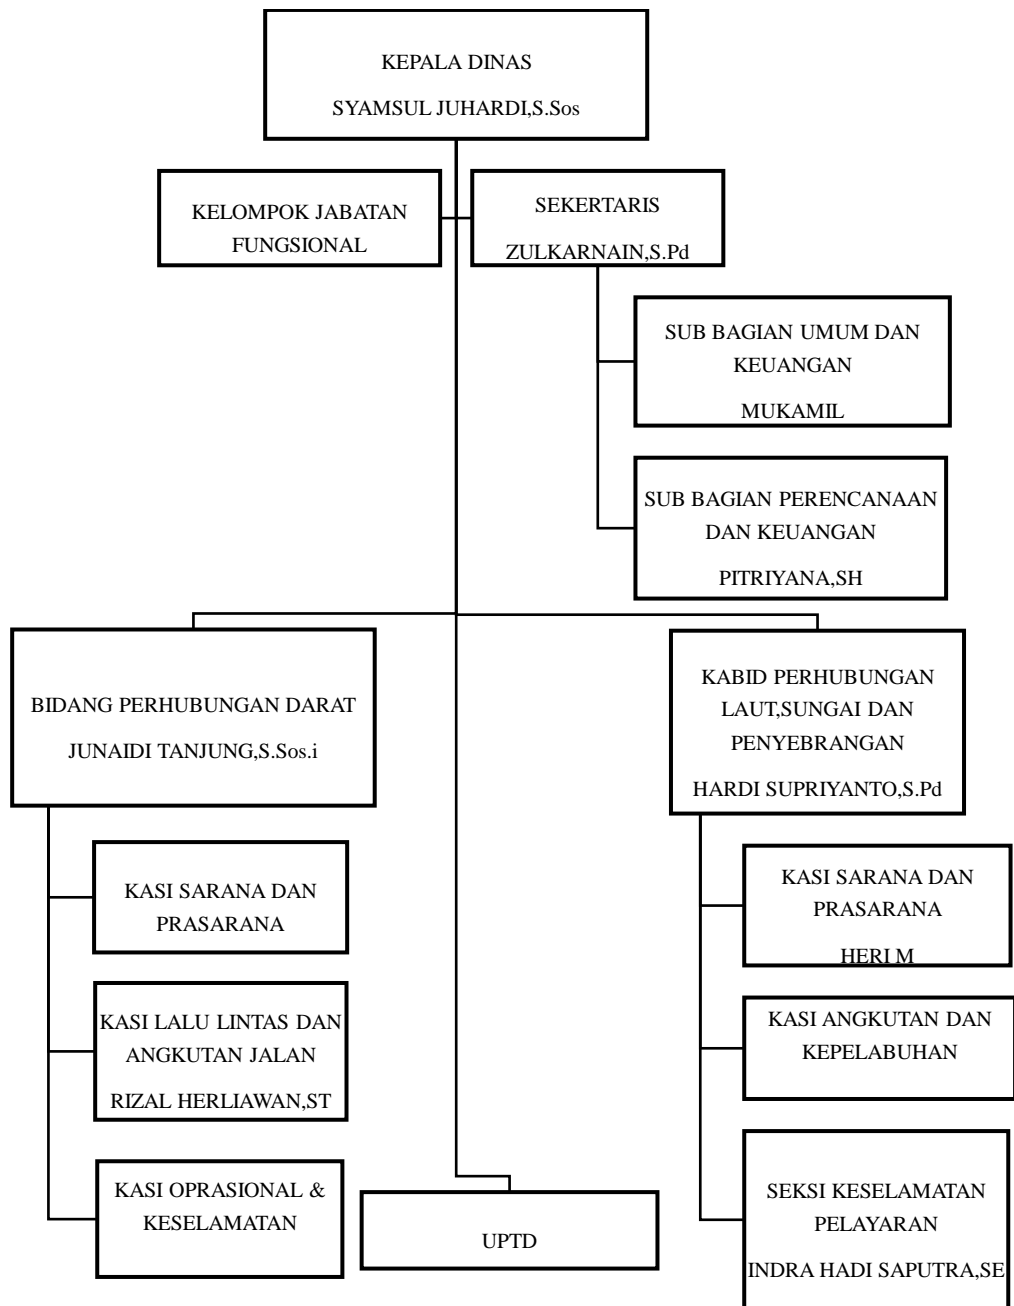 KEPALA DINAS
SYAMSUL JUHARDI,S.Sos
KELOMPOK JABATAN
FUNGSIONAL
SEKERTARIS
ZULKARNAIN,S.Pd
SUB BAGIAN UMUM DAN
KEUANGAN
MUKAMIL
SUB BAGIAN PERENCANAAN
DAN KEUANGAN
PITRIYANA,SH
BIDANG PERHUBUNGAN DARAT
JUNAIDI TANJUNG,S.Sos.i
KABID PERHUBUNGAN
LAUT,SUNGAI DAN
PENYEBRANGAN
HARDI SUPRIYANTO,S.Pd
KASI SARANA DAN
PRASARANA
KASI LALU LINTAS DAN
ANGKUTAN JALAN
RIZAL HERLIAWAN,ST
KASI OPRASIONAL &
KESELAMATAN
KASI SARANA DAN
PRASARANA
HERI M
KASI ANGKUTAN DAN
KEPELABUHAN
SEKSI KESELAMATAN
PELAYARAN
INDRA HADI SAPUTRA,SE
UPTD